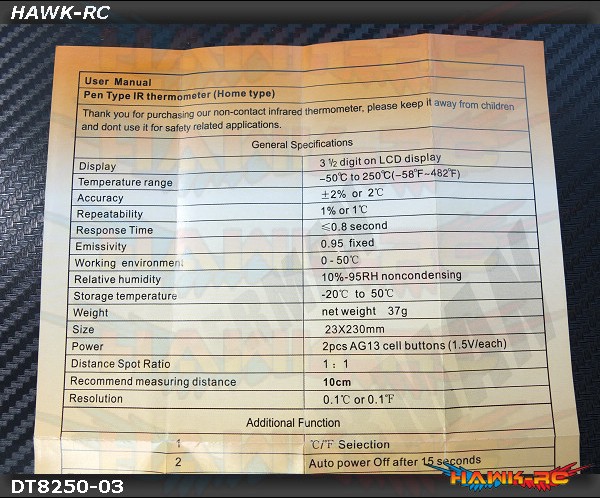 HAWK-RC
User Manual
Pen Type IR thermometer (Home type)
Thank you for purchasing our non-contact infrared thermometer, please keep it away from children
and dont use it for safety related applications.
General Specifications
Display 3 ½ digit on LCD display
Temperature range -50℃ to 250℃(-58℉~482℉)
Accuracy ±2% or 2℃
Repeatability 1% or 1℃
Response Time ≤0.8 second
Emissivity 0.95 fixed
Working environment 0-50℃
Relative humidity 10%-95RH noncondensing
Storage temperature -20℃ to 50℃
Weight net weight 37g
Size 23X230mm
Power 2pcs AG13 cell buttons (1.5V/each)
Distance Spot Ratio 1 : 1
Recommend measuring distance 10cm
Resolution 0.1℃ or 0.1℉
Additional Function
1 ℃/℉ Selection
2 Auto power Off after 15 seconds
DT8250-03
HAWK-RC